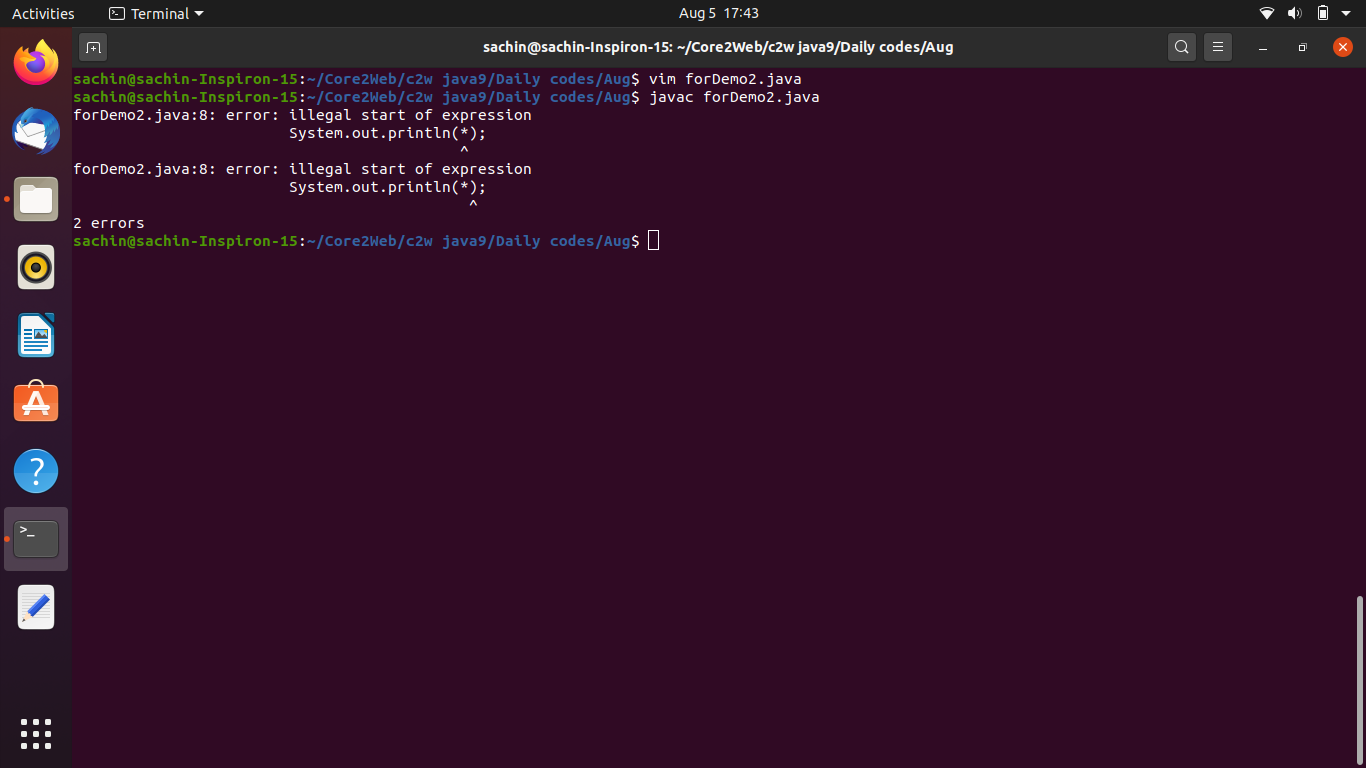 Activities Terminal Aug 5 17:43
sachin@sachin-Inspiron-15: ~/Core2Web/c2w java9/Daily codes/Aug
sachin@sachin-Inspiron-15:~/Core2Web/c2w java9/Daily codes/Aug$ vim forDemo2.java
sachin@sachin-Inspiron-15:~/Core2Web/c2w java9/Daily codes/Aug$ javac forDemo2.java
forDemo2.java:8: error: illegal start of expression
                        System.out.println(*);
                                           ^
forDemo2.java:8: error: illegal start of expression
                        System.out.println(*);
                                            ^
2 errors
sachin@sachin-Inspiron-15:~/Core2Web/c2w java9/Daily codes/Aug$